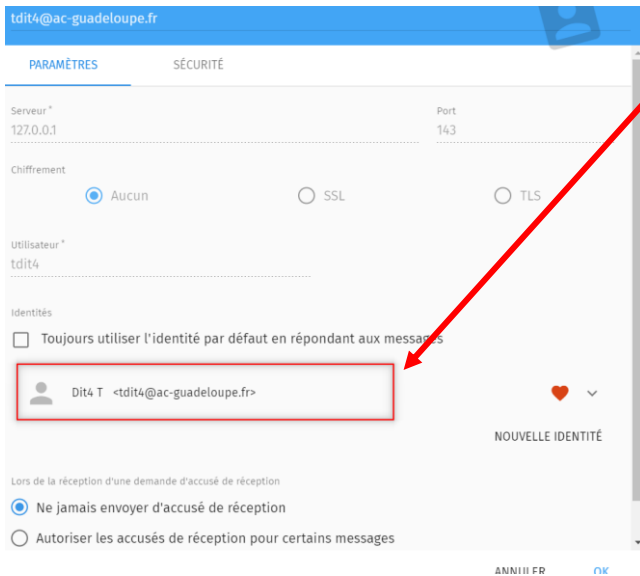 tdit4@ac-guadeloupe.fr
PARAMÈTRES SÉCURITÉ
Serveur * Port
127.0.0.1 143
Chiffrement
Aucun SSL TLS
Utilisateur *
tdit4
Identités
Toujours utiliser l'identité par défaut en répondant aux messages
Dit4 T <tdit4@ac-guadeloupe.fr>
NOUVELLE IDENTITÉ
Lors de la réception d'une demande d'accusé de réception
Ne jamais envoyer d'accusé de réception
Autoriser les accusés de réception pour certains messages
ANNULER OK